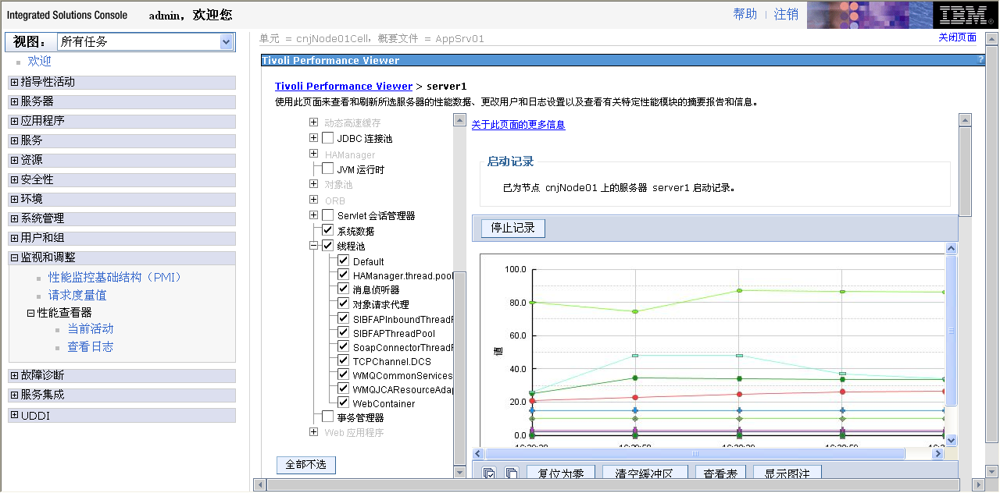 Integrated Solutions Console admin，欢迎您 帮助 注销 IBM®
视图： 所有任务
欢迎
指导性活动
服务器
应用程序
服务
资源
安全性
环境
系统管理
用户和组
监视和调整
性能监控基础结构（PMI）
请求度量值
性能查看器
当前活动
查看日志
故障诊断
服务集成
UDDI
单元 = cnjNode01Cell，概要文件 = AppSrv01
关闭页面
Tivoli Performance Viewer ?
Tivoli Performance Viewer > server1
使用此页面来查看和刷新所选服务器的性能数据、更改用户和日志设置以及查看有关特定性能模块的摘要报告和信息。
动态高速缓存
JDBC 连接池
HAManager
JVM 运行时
对象池
ORB
Servlet 会话管理器
系统数据
线程池
Default
HAManager.thread.pool
消息侦听器
对象请求代理
SIBFAPInboundThreadP
SIBFAPThreadPool
SoapConnectorThreadP
TCPChannel.DCS
WMQCommonServices
WMQJCAResourceAdap
WebContainer
事务管理器
Web 应用程序
全部不选
关于此页面的更多信息
启动记录
已为节点 cnjNode01 上的服务器 server1 启动记录。
停止记录
100.0
80.0
60.0
40.0
20.0
0.0
值
复位为零 清空缓冲区 查看表 显示图注